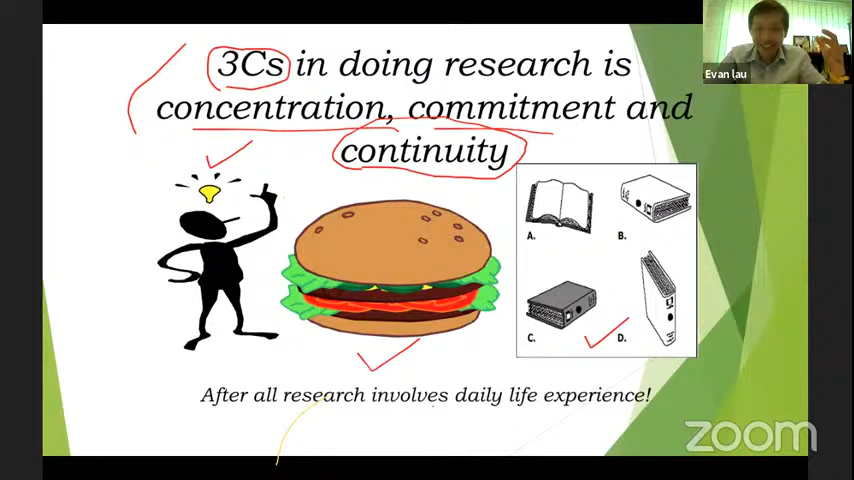 3Cs in doing research is
concentration, commitment and
continuity
Evan lau
A.
B.
C.
D.
After all research involves daily life experience!
zoom